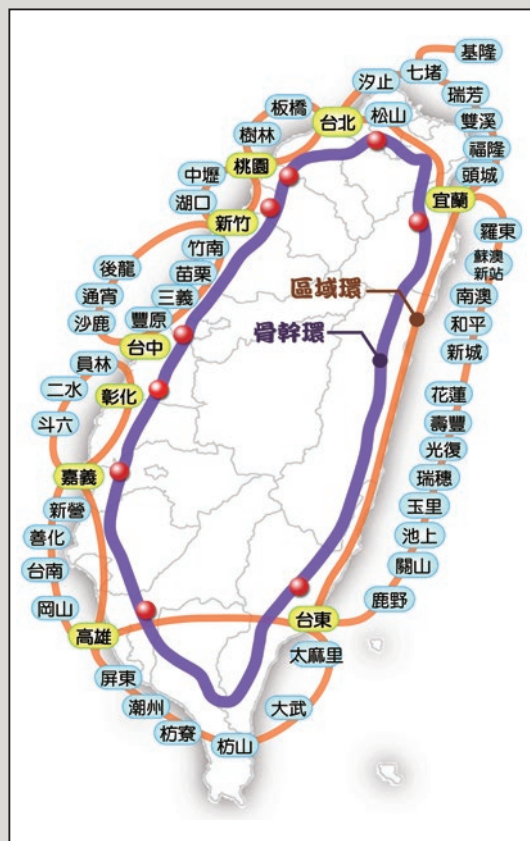 基隆
七堵
汐止
瑞芳
板橋
台北
松山
雙溪
樹林
福隆
桃園
頭城
中壢
宜蘭
湖口
新竹
羅東
竹南
蘇澳
新站
後龍
苗栗
區域環
南澳
通宵
三義
和平
沙鹿
豐原
骨幹環
新城
台中
員林
二水
彰化
花蓮
斗六
壽豐
光復
嘉義
瑞穗
新營
玉里
善化
池上
台南
關山
岡山
鹿野
高雄
台東
太麻里
屏東
潮州
大武
枋寮
枋山